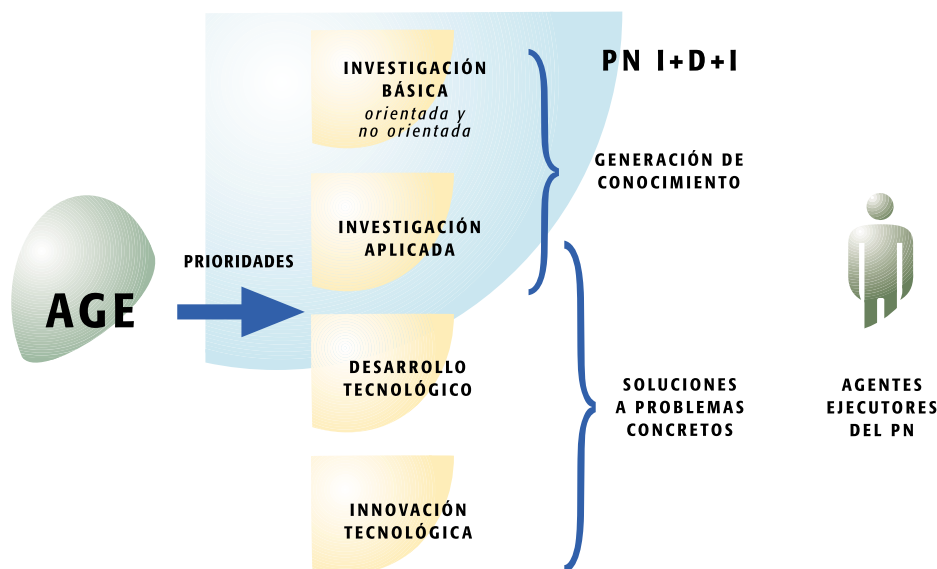 PN I+D+I
INVESTIGACIÓN
BÁSICA
orientada y
no orientada
GENERACIÓN DE
CONOCIMIENTO
INVESTIGACIÓN
APLICADA
PRIORIDADES
AGE
DESARROLLO
TECNOLÓGICO
SOLUCIONES
A PROBLEMAS
CONCRETOS
AGENTES
EJECUTORES
DEL PN
INNOVACIÓN
TECNOLÓGICA